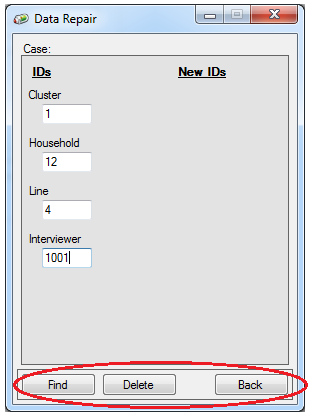 Data Repair
Case:
IDs New IDs
Cluster
1
Household
12
Line
4
Interviewer
1001
Find Delete Back